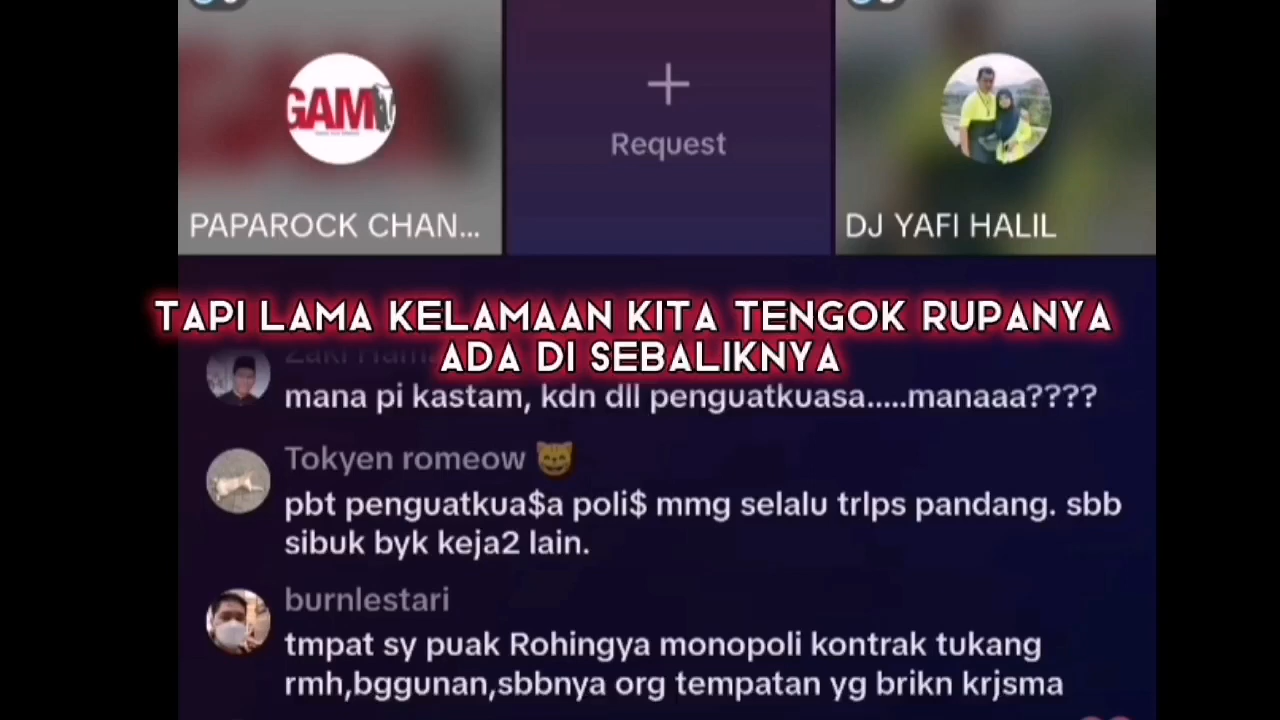 GAM
Request
PAPAROCK CHAN...
DJ YAFI HALIL
TAPI LAMA KELAMAAN KITA TENGOK RUPANYA
ADA DI SEBALIKNYA
mana pi kastam, kdn dll penguatkuasa.....manaaa????
Tokyen romeow 😺
pbt penguatkua$a poli$ mmg selalu trlps pandang. sbb
sibuk byk keja2 lain.
burnlestari
tmpat sy puak Rohingya monopoli kontrak tukang
rmh,bggunan,sbbnya org tempatan yg brikn krjsma